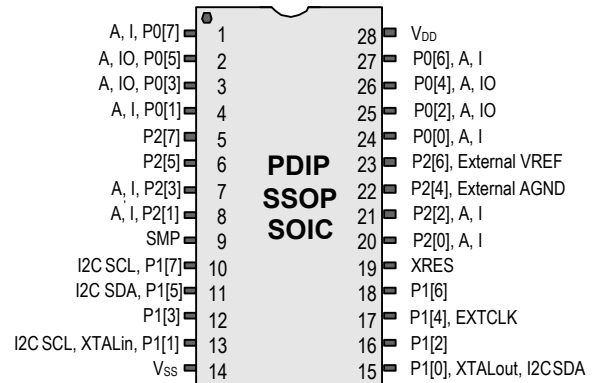 A, I, P0[7] 1 28 VDD
A, IO, P0[5] 2 27 P0[6], A, I
A, IO, P0[3] 3 26 P0[4], A, IO
A, I, P0[1] 4 25 P0[2], A, IO
P2[7] 5 24 P0[0], A, I
P2[5] 6 PDIP 23 P2[6], External VREF
A, I, P2[3] 7 SSOP 22 P2[4], External AGND
A, I, P2[1] 8 SOIC 21 P2[2], A, I
SMP 9 20 P2[0], A, I
I2C SCL, P1[7] 10 19 XRES
I2C SDA, P1[5] 11 18 P1[6]
P1[3] 12 17 P1[4], EXTCLK
I2C SCL, XTALin, P1[1] 13 16 P1[2]
Vss 14 15 P1[0], XTALout, I2C SDA